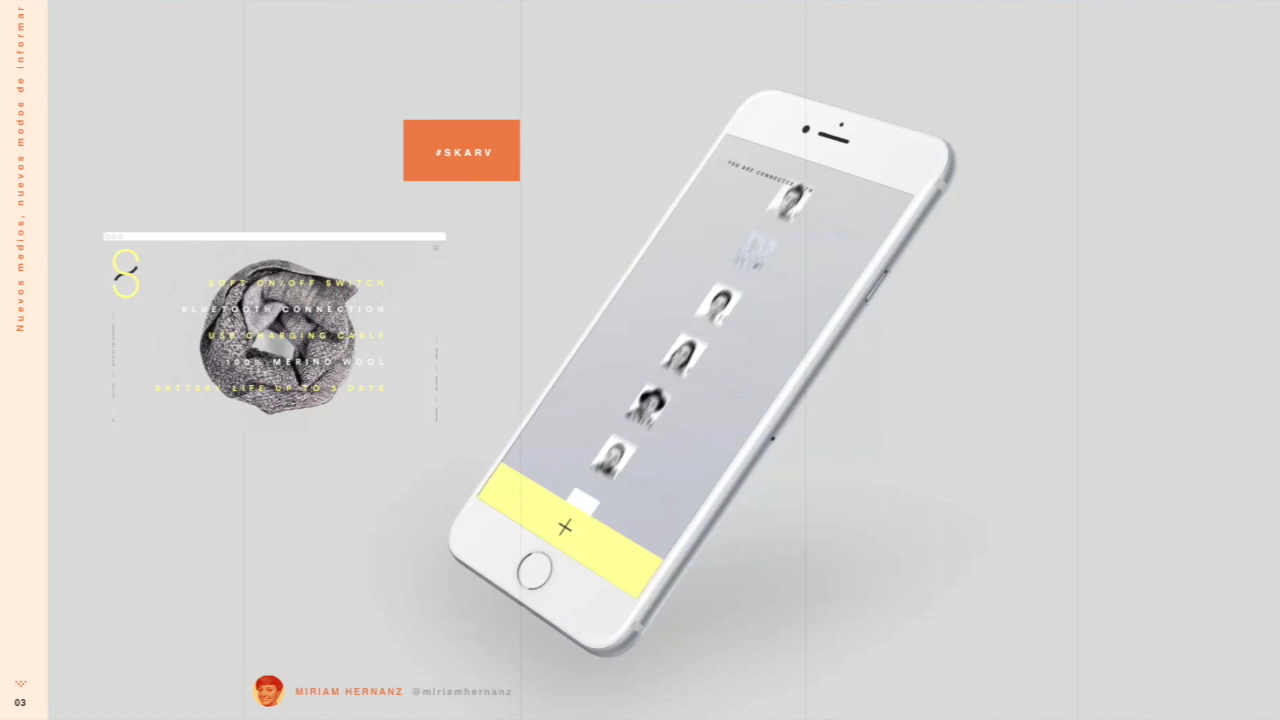 Nuevos medios, nuevos modos de informar
#SKARV
YOU ARE CONNECTED WITH
SOFT ON/OFF SWITCH
BLUETOOTH CONNECTION
USB CHARGING CABLE
100% MERINO WOOL
BATTERY LIFE UP TO 3 DAYS
+
MIRIAM HERNANZ @miriamhernanz
03